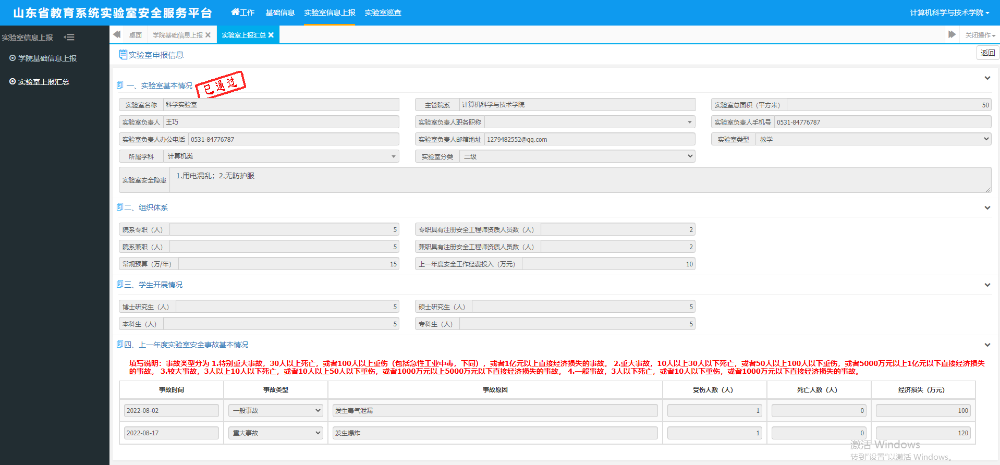 山东省教育系统实验室安全服务平台 工作 基础信息 实验室信息上报 实验室巡查 计算机科学与技术学院
实验室信息上报
学院基础信息上报
实验室上报汇总
桌面 学院基础信息上报 实验室上报汇总 关闭操作
实验室申报信息 返回
一、实验室基本情况 已通过
实验室名称 科学实验室 主管院系 计算机科学与技术学院 实验室总面积（平方米） 50
实验室负责人 王巧 实验室负责人职务职称 实验室负责人手机号 0531-84776787
实验室负责人办公电话 0531-84776787 实验室负责人邮箱地址 1279482552@qq.com 实验室类型 教学
所属学科 计算机类 实验室分类 二级
实验室安全隐患 1.用电混乱；2.无防护服
二、组织体系
院系专职（人） 5 专职具有注册安全工程师资质人员数（人） 2
院系兼职（人） 5 兼职具有注册安全工程师资质人员数（人） 2
常规预算（万/年） 15 上一年度安全工作经费投入（万元） 10
三、学生开展情况
博士研究生（人） 5 硕士研究生（人） 5
本科生（人） 5 专科生（人） 5
四、上一年度实验室安全事故基本情况
填写说明：事故类型分为 1.特别重大事故，30人以上死亡，或者100人以上重伤（包括急性工业中毒，下同），或者1亿元以上直接经济损失的事故。 2.重大事故，10人以上30人以下死亡，或者50人以上100人以下重伤，或者5000万元以上1亿元以下直接经济损失
的事故。 3.较大事故，3人以上10人以下死亡，或者10人以上50人以下重伤，或者1000万元以上5000万元以下直接经济损失的事故。 4.一般事故，3人以下死亡，或者10人以下重伤，或者1000万元以下直接经济损失的事故。
事故时间 事故类型 事故原因 受伤人数（人） 死亡人数（人） 经济损失（万元）
2022-08-02 一般事故 发生毒气泄漏 1 0 100
2022-08-17 重大事故 发生爆炸 1 0 120
激活 Windows
转到“设置”以激活 Windows。